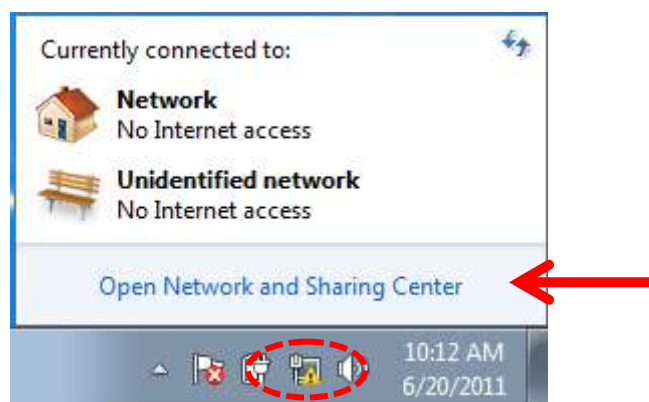 Currently connected to:
Network
No Internet access
Unidentified network
No Internet access
Open Network and Sharing Center
10:12 AM
6/20/2011